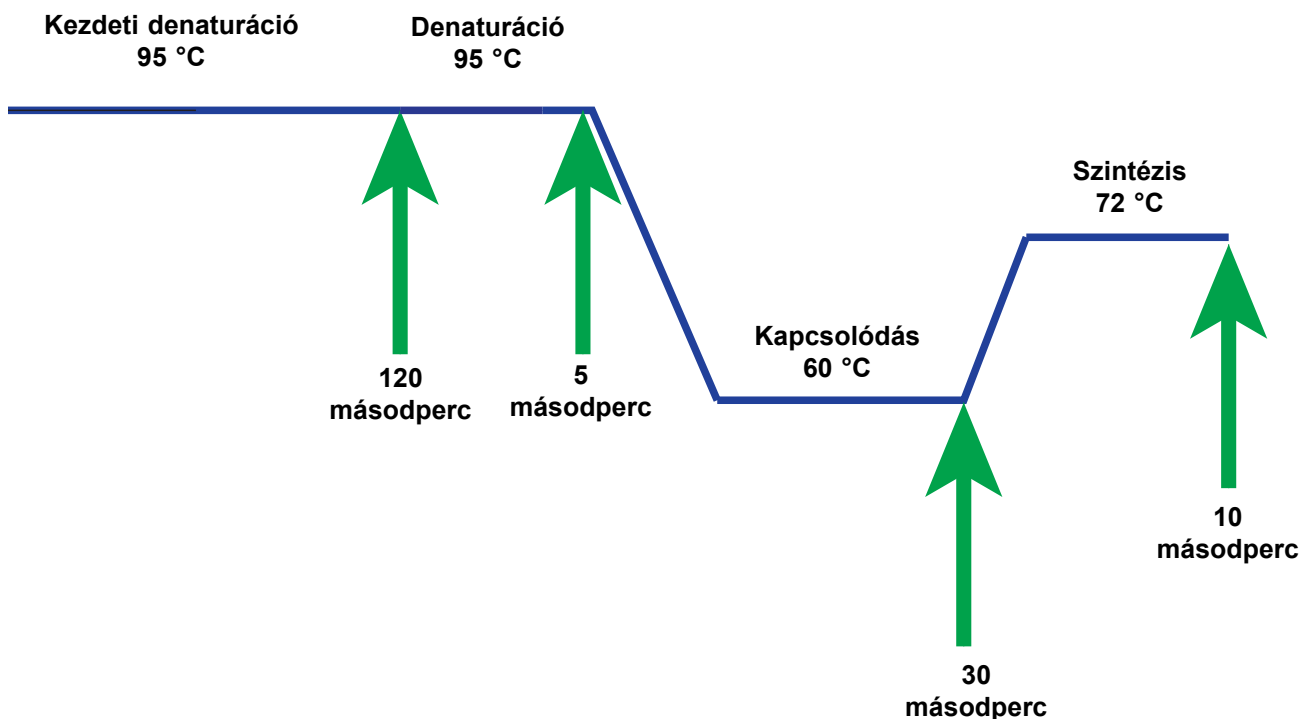 Kezdeti denaturáció
95 °C
Denaturáció
95 °C
Szintézis
72 °C
Kapcsolódás
60 °C
120
másodperc
5
másodperc
10
másodperc
30
másodperc